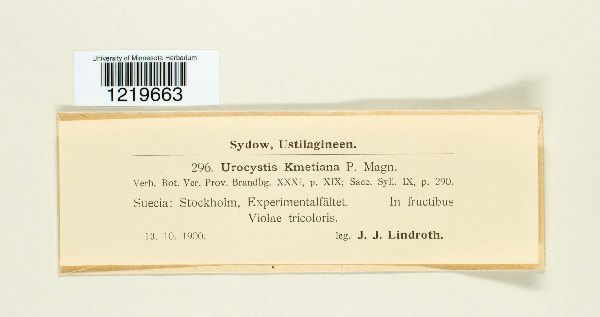 University of Minnesota Herbarium
1219663
Sydow, Ustilagineen.
296. Urocystis Kmetiana P. Magn.
Verh. Bot. Ver. Prov. Brandbg. XXXI, p. XIX; Sacc. Syll. IX, p. 290.
Suecia: Stockholm, Experimentalfältet. In fructibus
Violae tricoloris.
13. 10. 1900. leg. J. J. Lindroth.